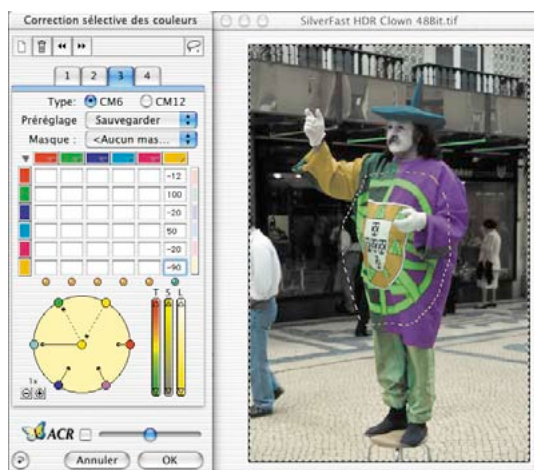 Correction sélective des couleurs
SilverFast HDR Clown 48Bit.tif
1 2 3 4
Type: CM6 CM12
Préréglage Sauvegarder
Masque : <Aucun mas...
-12
100
-20
50
-20
-90
T S L
1x
ACR
Annuler OK